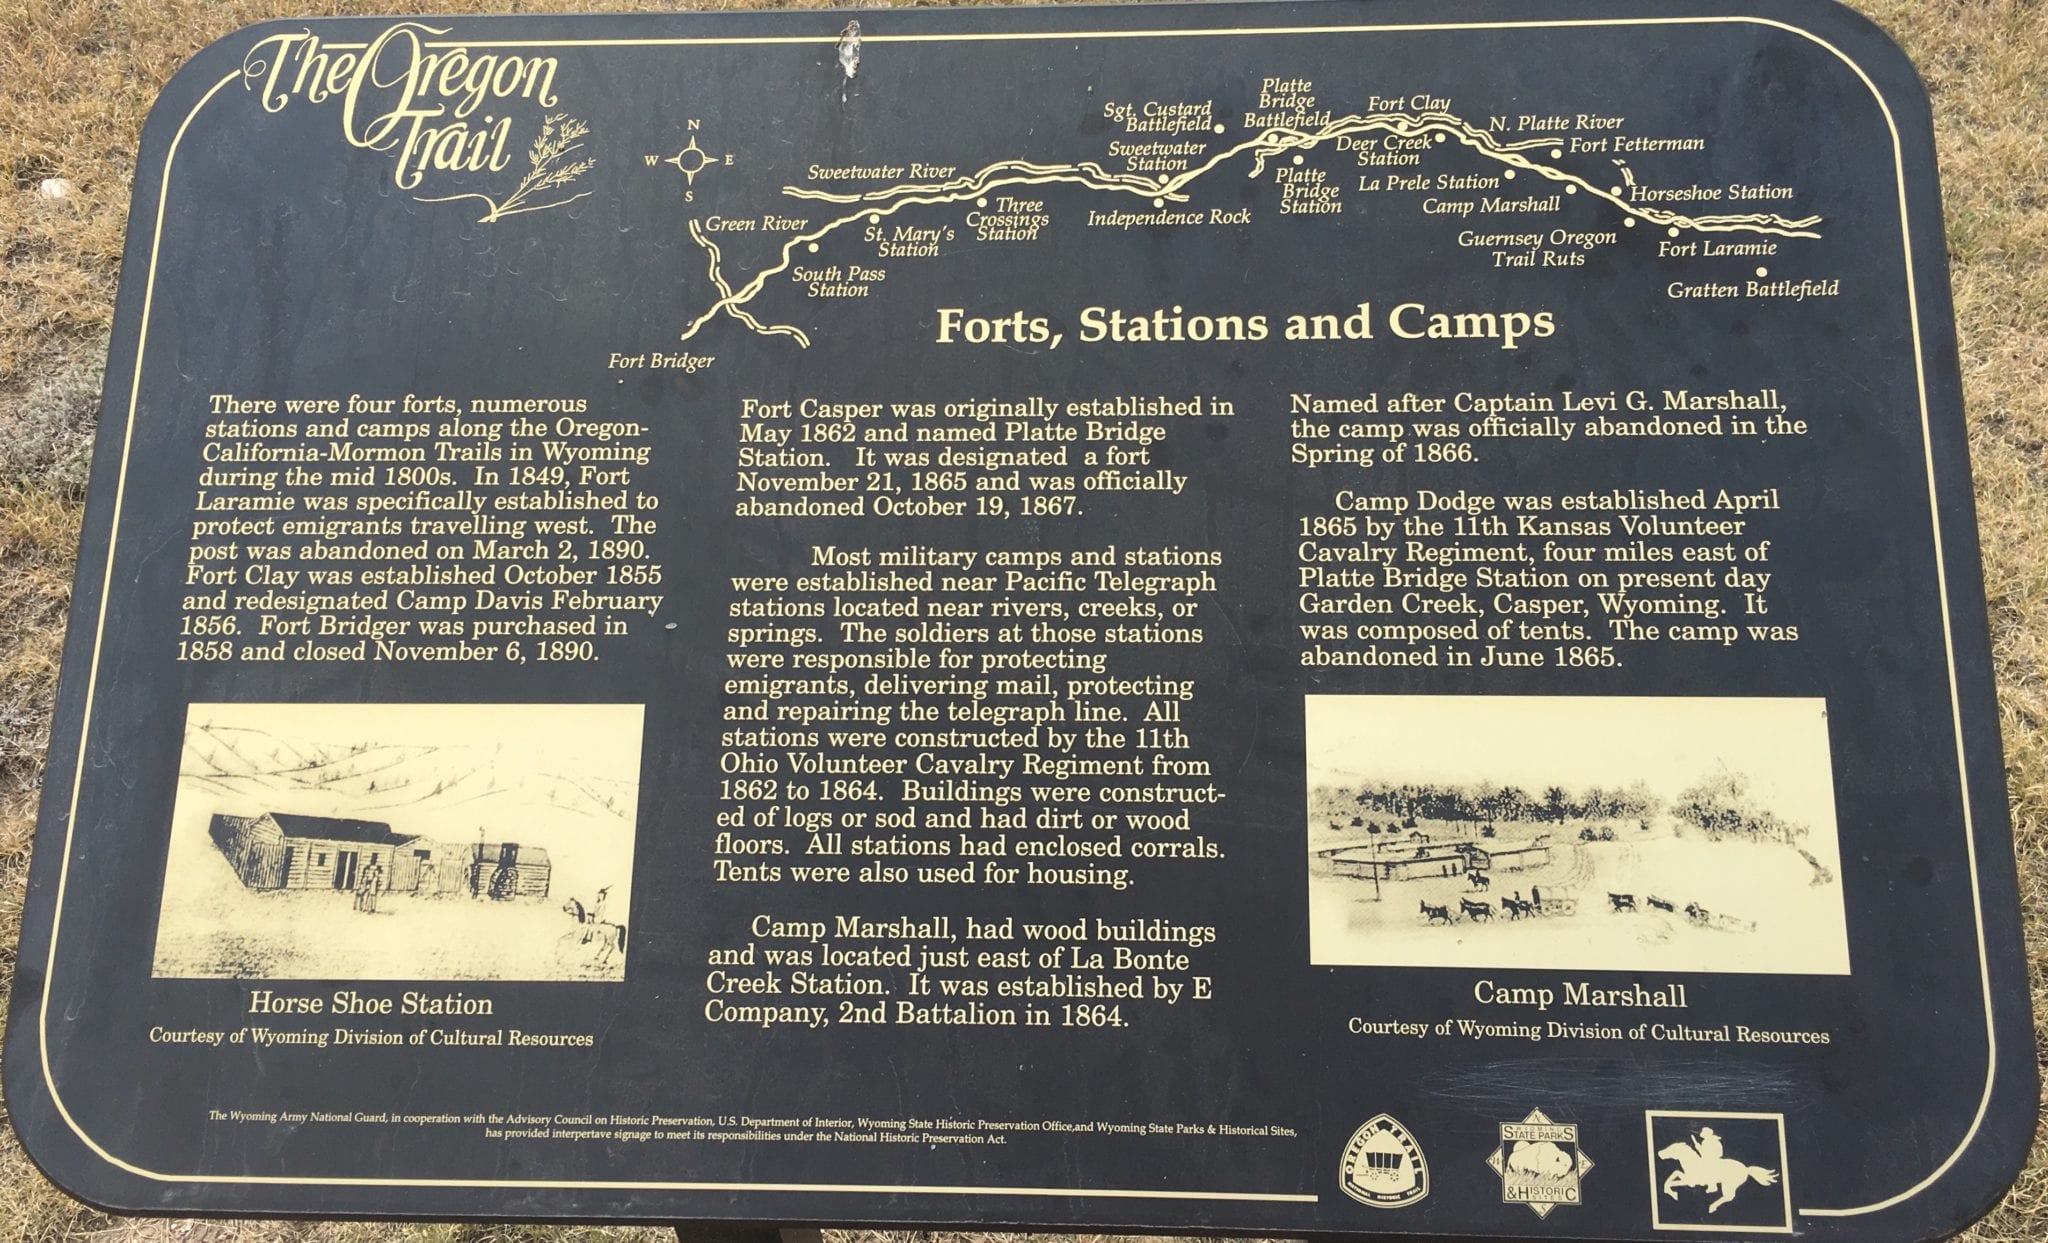 The Oregon
Trail
N
W E
S
Green River
Sweetwater River
Fort Bridger
South Pass
Station
St. Mary's
Station
Three
Crossings
Station
Independence Rock
Sweetwater
Station
Sgt. Custard
Battlefield
Platte
Bridge
Battlefield
Platte
Bridge
Station
Fort Clay
Deer Creek
Station
N. Platte River
La Prele Station
Fort Fetterman
Camp Marshall
Horseshoe Station
Guernsey Oregon
Trail Ruts
Fort Laramie
Gratten Battlefield
Forts, Stations and Camps
There were four forts, numerous
stations and camps along the Oregon-
California-Mormon Trails in Wyoming
during the mid 1800s. In 1849, Fort
Laramie was specifically established to
protect emigrants travelling west. The
post was abandoned on March 2, 1890.
Fort Clay was established October 1855
and redesignated Camp Davis February
1856. Fort Bridger was purchased in
1858 and closed November 6, 1890.
Horse Shoe Station
Courtesy of Wyoming Division of Cultural Resources
Fort Casper was originally established in
May 1862 and named Platte Bridge
Station. It was designated a fort
November 21, 1865 and was officially
abandoned October 19, 1867.
Most military camps and stations
were established near Pacific Telegraph
stations located near rivers, creeks, or
springs. The soldiers at those stations
were responsible for protecting
emigrants, delivering mail, protecting
and repairing the telegraph line. All
stations were constructed by the 11th
Ohio Volunteer Cavalry Regiment from
1862 to 1864. Buildings were construct-
ed of logs or sod and had dirt or wood
floors. All stations had enclosed corrals.
Tents were also used for housing.
Camp Marshall, had wood buildings
and was located just east of La Bonte
Creek Station. It was established by E
Company, 2nd Battalion in 1864.
Named after Captain Levi G. Marshall,
the camp was officially abandoned in the
Spring of 1866.
Camp Dodge was established April
1865 by the 11th Kansas Volunteer
Cavalry Regiment, four miles east of
Platte Bridge Station on present day
Garden Creek, Casper, Wyoming. It
was composed of tents. The camp was
abandoned in June 1865.
Camp Marshall
Courtesy of Wyoming Division of Cultural Resources
The Wyoming Army National Guard, in cooperation with the Advisory Council on Historic Preservation, U.S. Department of Interior, Wyoming State Historic Preservation Office,and Wyoming State Parks & Historical Sites,
has provided interpertave signage to meet its responsibilities under the National Historic Preservation Act.
OREGON TRAIL
NATIONAL HISTORIC TRAIL
N
WYOMING
STATE PARKS
W E
& HISTORIC
SITES
S